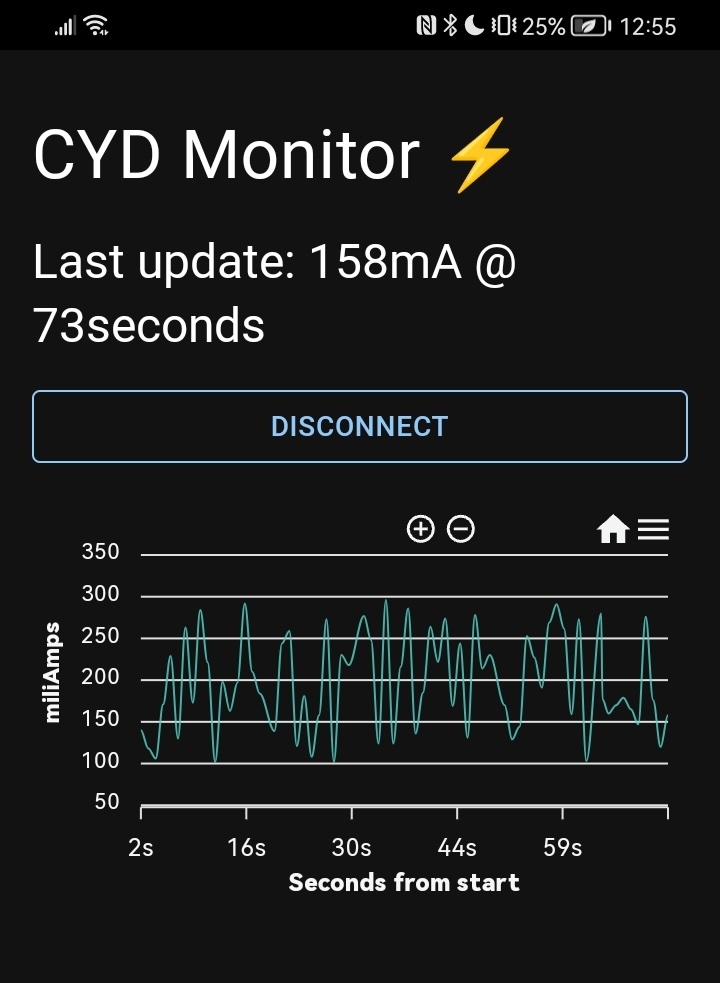 25% 12:55
CYD Monitor ⚡
Last update: 158mA @
73seconds
DISCONNECT
350
300
250
200
150
100
50
miliAmps
2s 16s 30s 44s 59s
Seconds from start